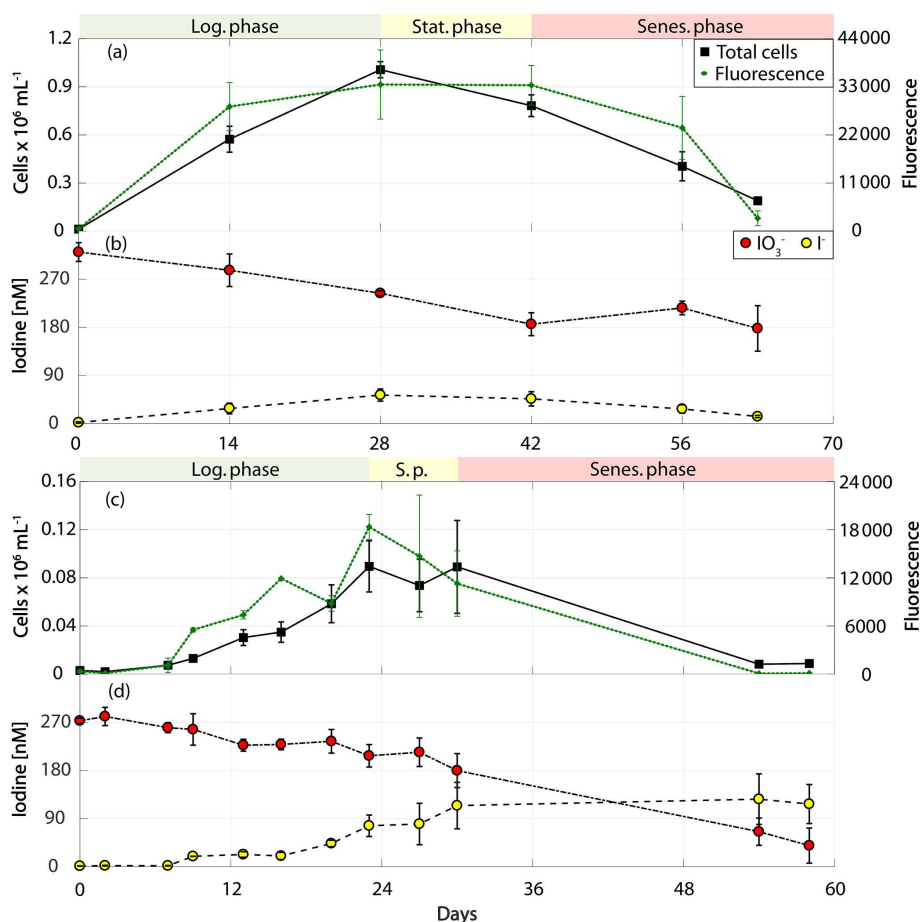 Log. phase Stat. phase Senes. phase
(a)
1.2
0.9
0.6
0.3
0
Cells x 10⁶ mL⁻¹
Total cells
Fluorescence
44000
33000
22000
11000
0
Fluorescence
(b)
IO₃⁻ I⁻
270
180
90
0
Iodine [nM]
0 14 28 42 56 70
Log. phase S. p. Senes. phase
(c)
0.16
0.12
0.08
0.04
0
Cells x 10⁶ mL⁻¹
24000
18000
12000
6000
0
Fluorescence
(d)
270
180
90
0
Iodine [nM]
0 12 24 36 48 60
Days